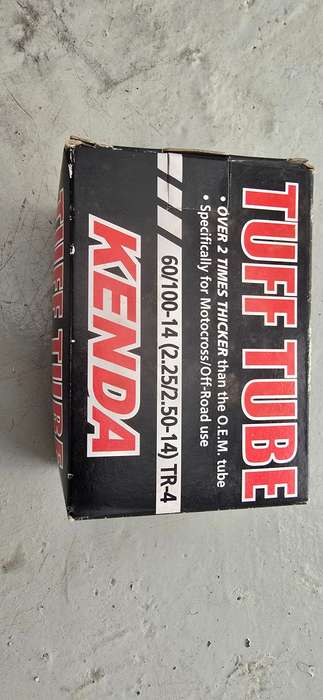 TUFF TUBE
• OVER 2 TIMES THICKER than the O.E.M. tube
• Specifically for Motocross/Off-Road use
60/100-14 (2.25/2.50-14) TR-4
KENDA
TUFF TUBE